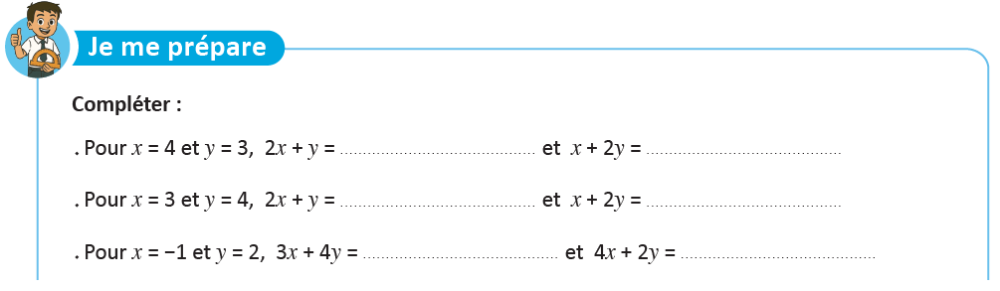 Je me prépare
Compléter :
. Pour x = 4 et y = 3, 2x + y = ........................................ et x + 2y = ........................................
. Pour x = 3 et y = 4, 2x + y = ........................................ et x + 2y = ........................................
. Pour x = −1 et y = 2, 3x + 4y = ........................................ et 4x + 2y = ........................................